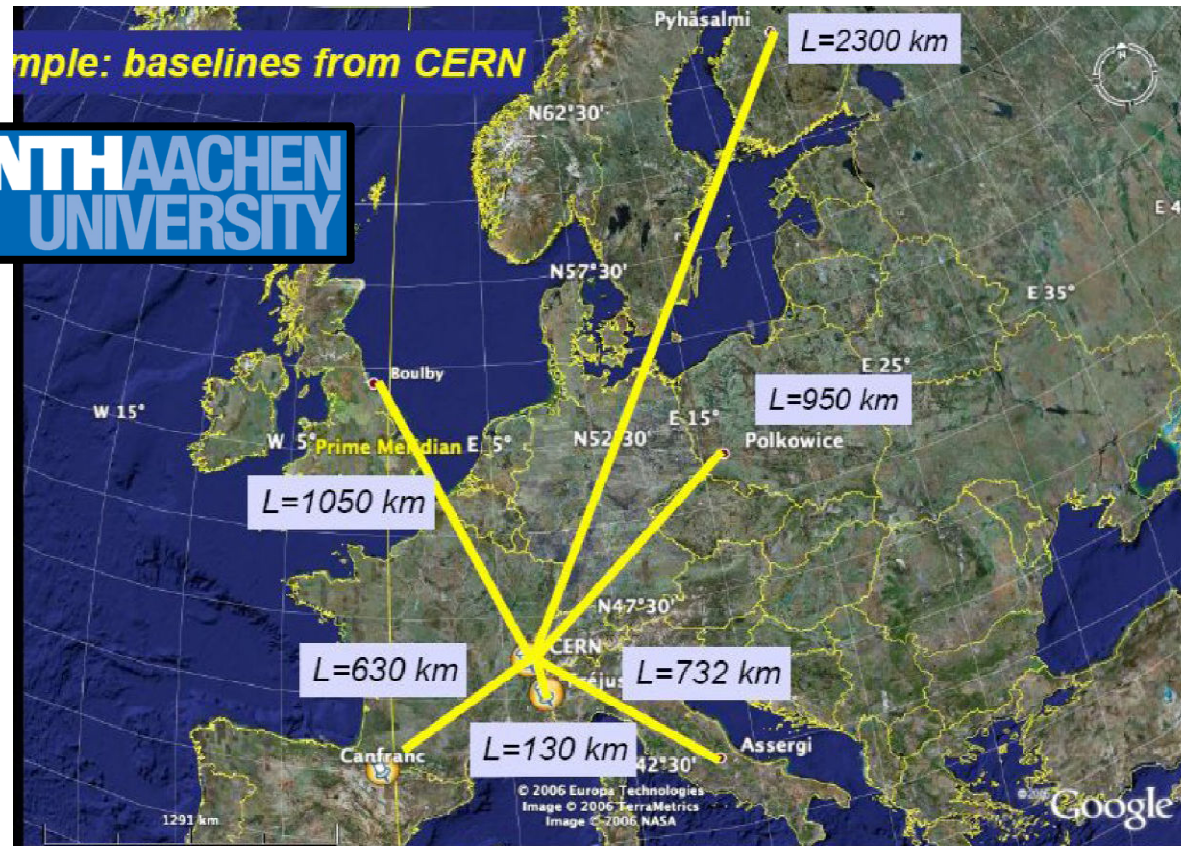 mple: baselines from CERN
NTHAACHEN
UNIVERSITY
Pyhäsalmi
L=2300 km
N
N62°30'
E 4
N57°30'
E 35°
Boulby
E 25°
L=950 km
W 15°
E 15°
W 5°
Prime Meridian
E 5°
N52°30'
Polkowice
L=1050 km
N47°30'
CERN
L=630 km
L=732 km
L=130 km
Canfranc
42°30'
Assergi
© 2006 Europa Technologies
Image © 2006 TerraMetrics
Image © 2006 NASA
Google
1291 km